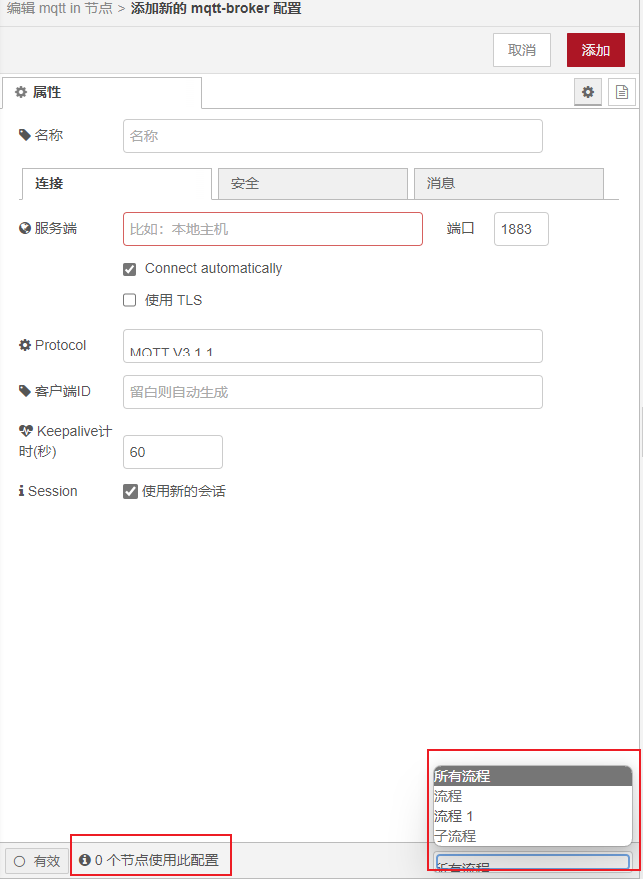 编辑 mqtt in 节点 > 添加新的 mqtt-broker 配置
取消 添加
属性
名称 名称
连接 安全 消息
服务端 比如：本地主机 端口 1883
Connect automatically
使用 TLS
Protocol MQTT V3.1.1
客户端ID 留白则自动生成
Keepalive计
时(秒) 60
Session 使用新的会话
所有流程
流程
流程 1
子流程
有效 0 个节点使用此配置 所有流程